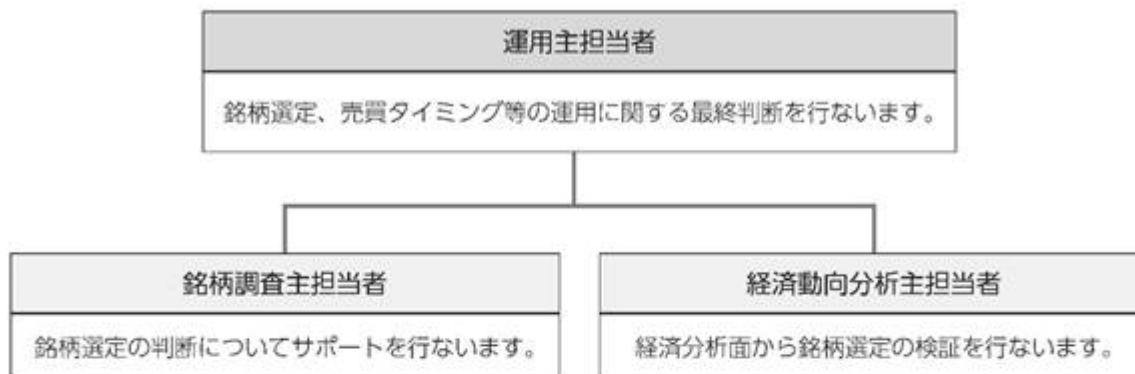 運用主担当者
銘柄選定、売買タイミング等の運用に関する最終判断を行ないます。
銘柄調査主担当者
銘柄選定の判断についてサポートを行ないます。
経済動向分析主担当者
経済分析面から銘柄選定の検証を行ないます。